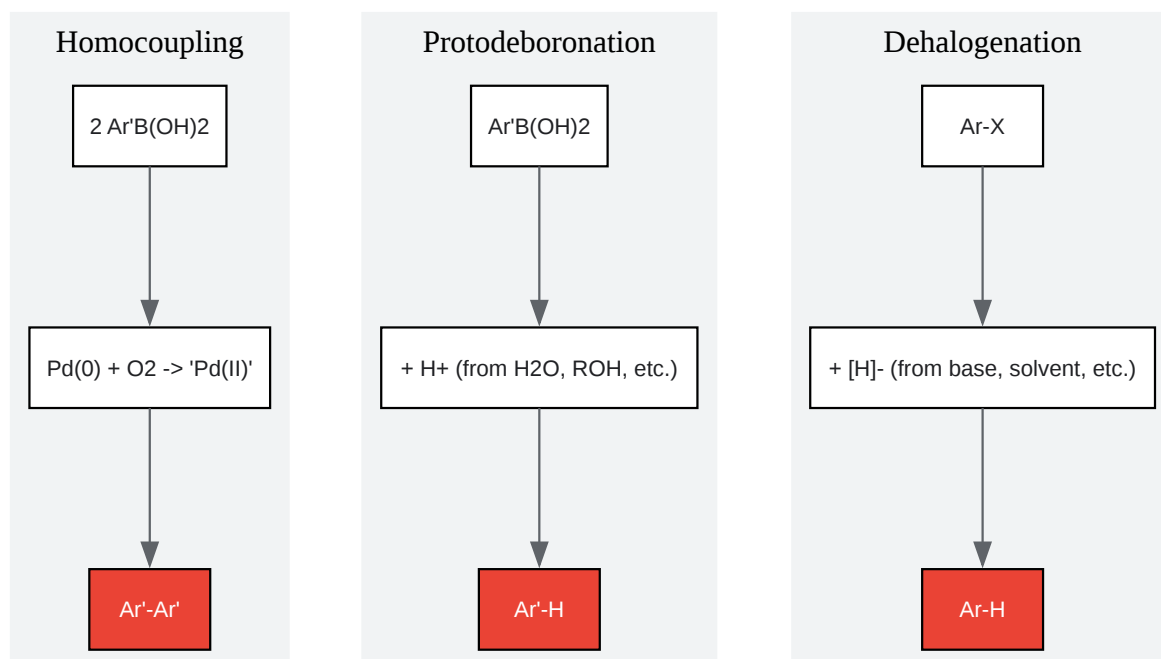 Homocoupling
2 Ar'B(OH)2
Pd(0) + O2 -> 'Pd(II)'
Ar'-Ar'
Protodeboronation
Ar'B(OH)2
+ H+ (from H2O, ROH, etc.)
Ar'-H
Dehalogenation
Ar-X
+ [H]- (from base, solvent, etc.)
Ar-H